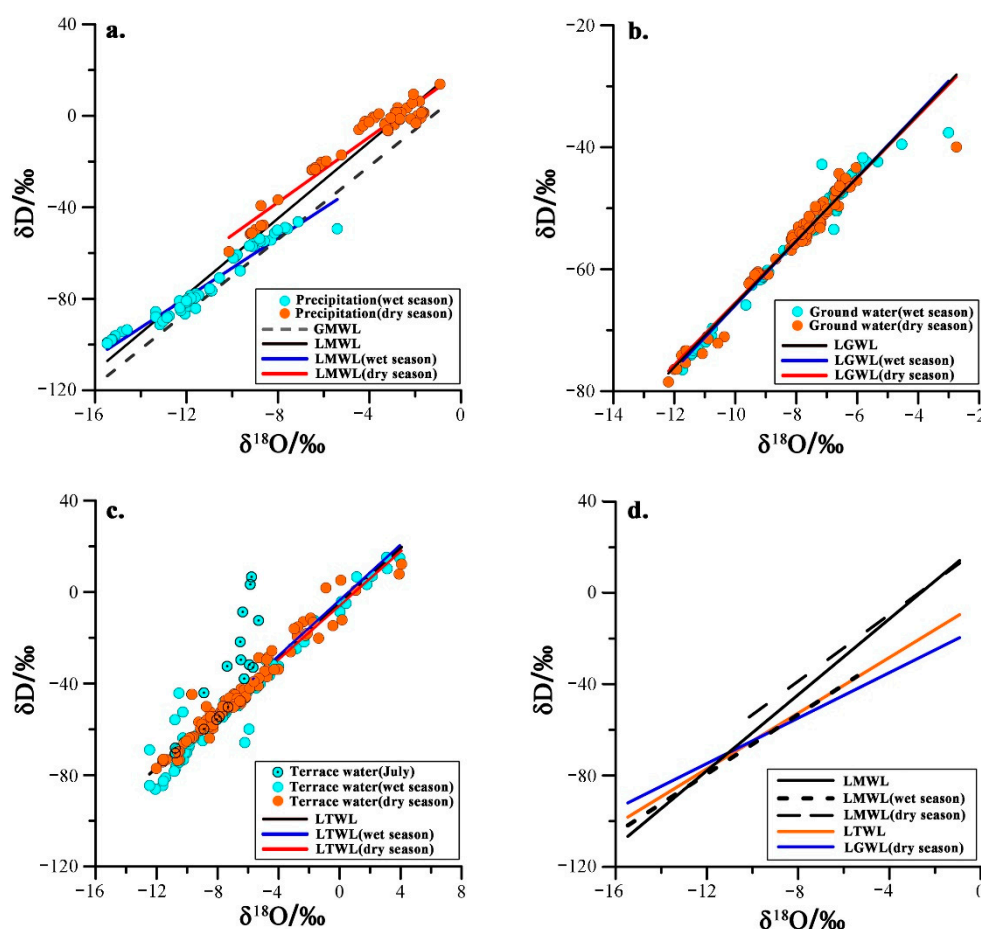 a.
40
0
−40
−80
−120
δD/‰
Precipitation(wet season)
Precipitation(dry season)
GMWL
LMWL
LMWL(wet season)
LMWL(dry season)
−16 −12 −8 −4 0
δ¹⁸O/‰
b.
−20
−40
−60
−80
δD/‰
Ground water(wet season)
Ground water(dry season)
LGWL
LGWL(wet season)
LGWL(dry season)
−14 −12 −10 −8 −6 −4 −2
δ¹⁸O/‰
c.
40
0
−40
−80
−120
δD/‰
Terrace water(July)
Terrace water(wet season)
Terrace water(dry season)
LTWL
LTWL(wet season)
LTWL(dry season)
−16 −12 −8 −4 0 4
δ¹⁸O/‰
d.
40
0
−40
−80
−120
δD/‰
LMWL
LMWL(wet season)
LMWL(dry season)
LTWL
LGWL(dry season)
−16 −12 −8 −4 0
δ¹⁸O/‰